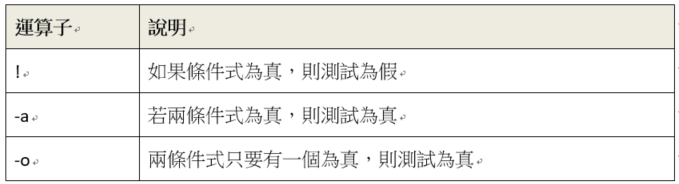 運算子 說明
! 如果條件式為真，則測試為假
-a 若兩條件式為真，則測試為真
-o 兩條件式只要有一個為真，則測試為真